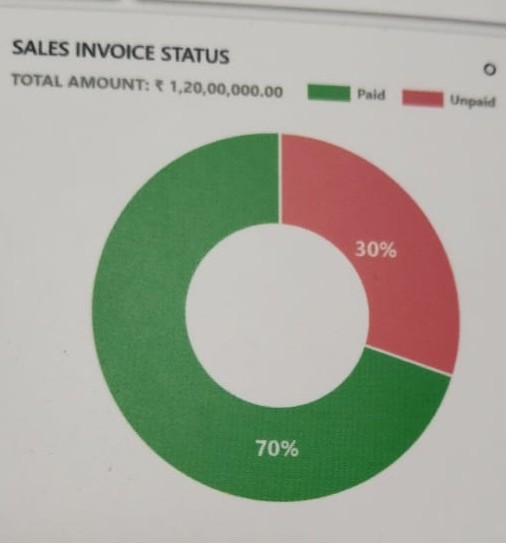 SALES INVOICE STATUS
TOTAL AMOUNT: ₹ 1,20,00,000.00
Paid
Unpaid
30%
70%